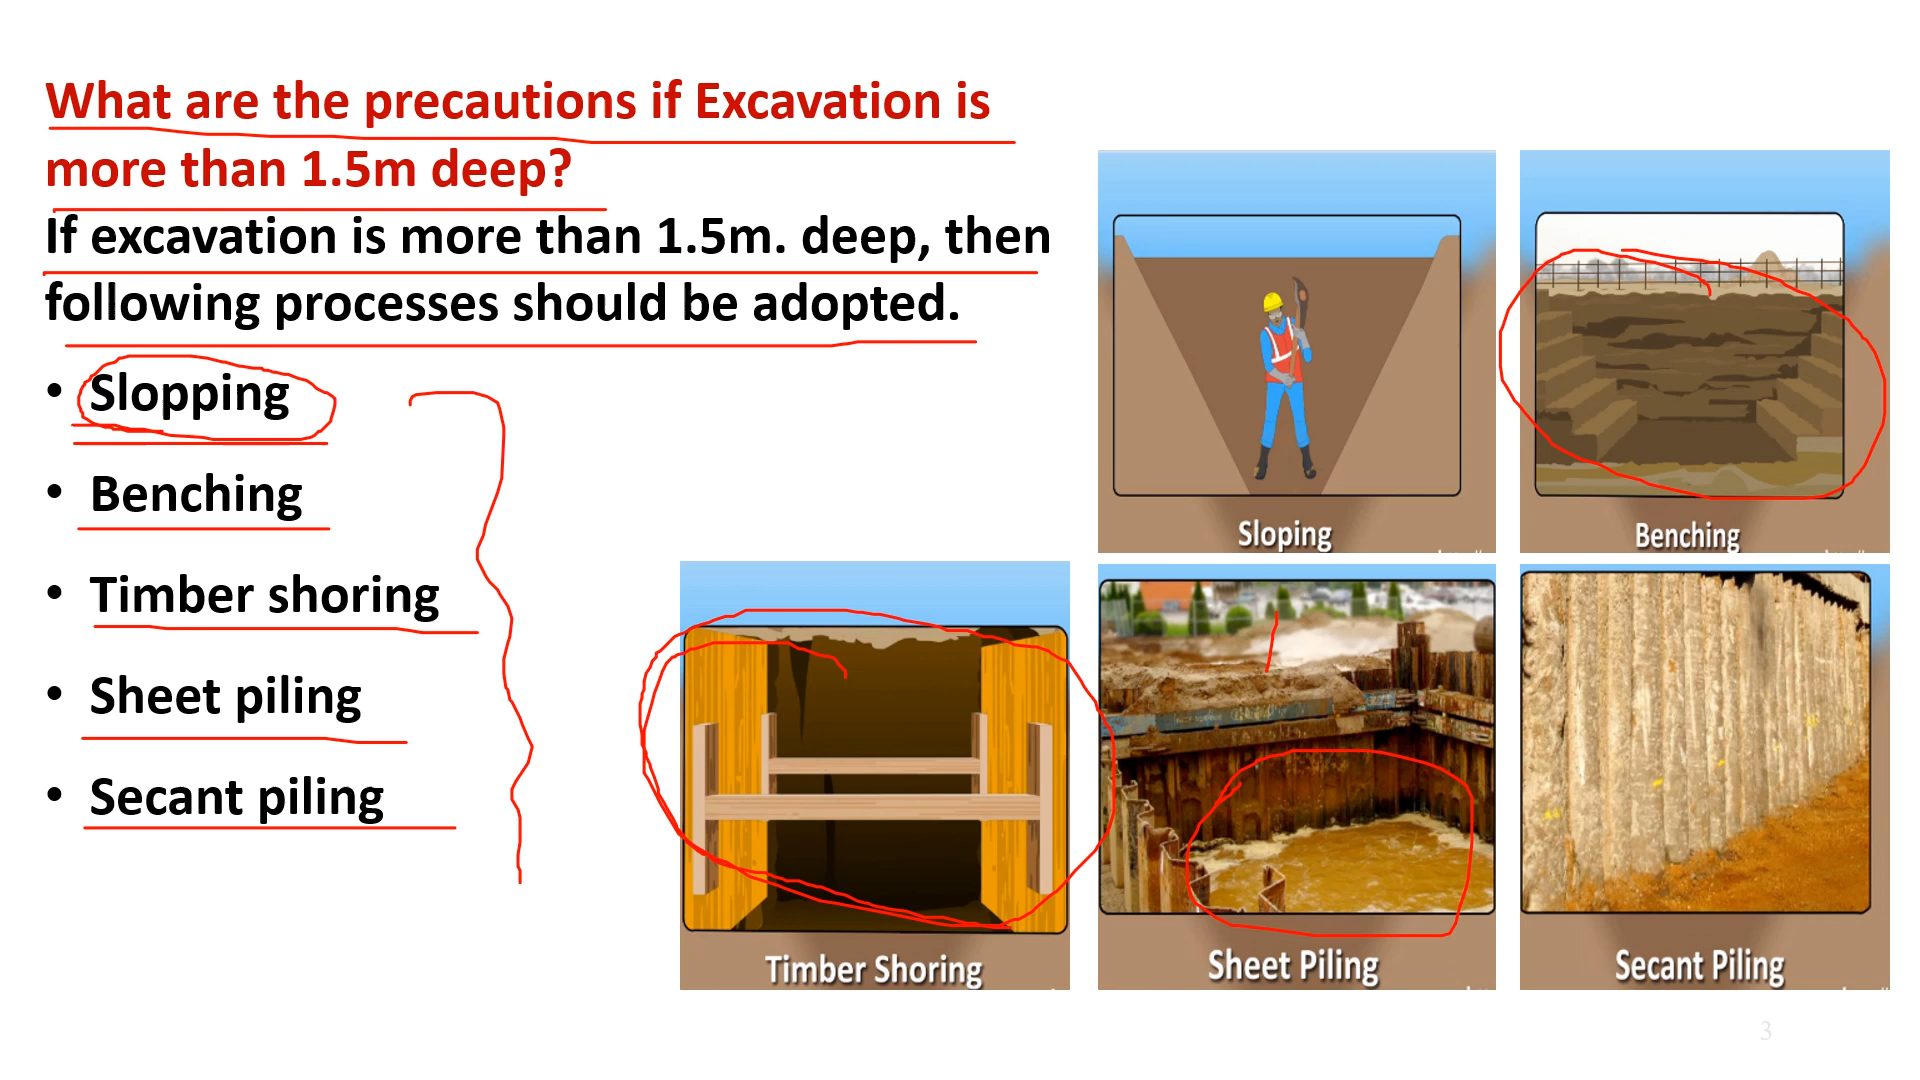 What are the precautions if Excavation is
more than 1.5m deep?
If excavation is more than 1.5m. deep, then
following processes should be adopted.
• Slopping
• Benching
• Timber shoring
• Sheet piling
• Secant piling
Sloping
Benching
Timber Shoring
Sheet Piling
Secant Piling
3